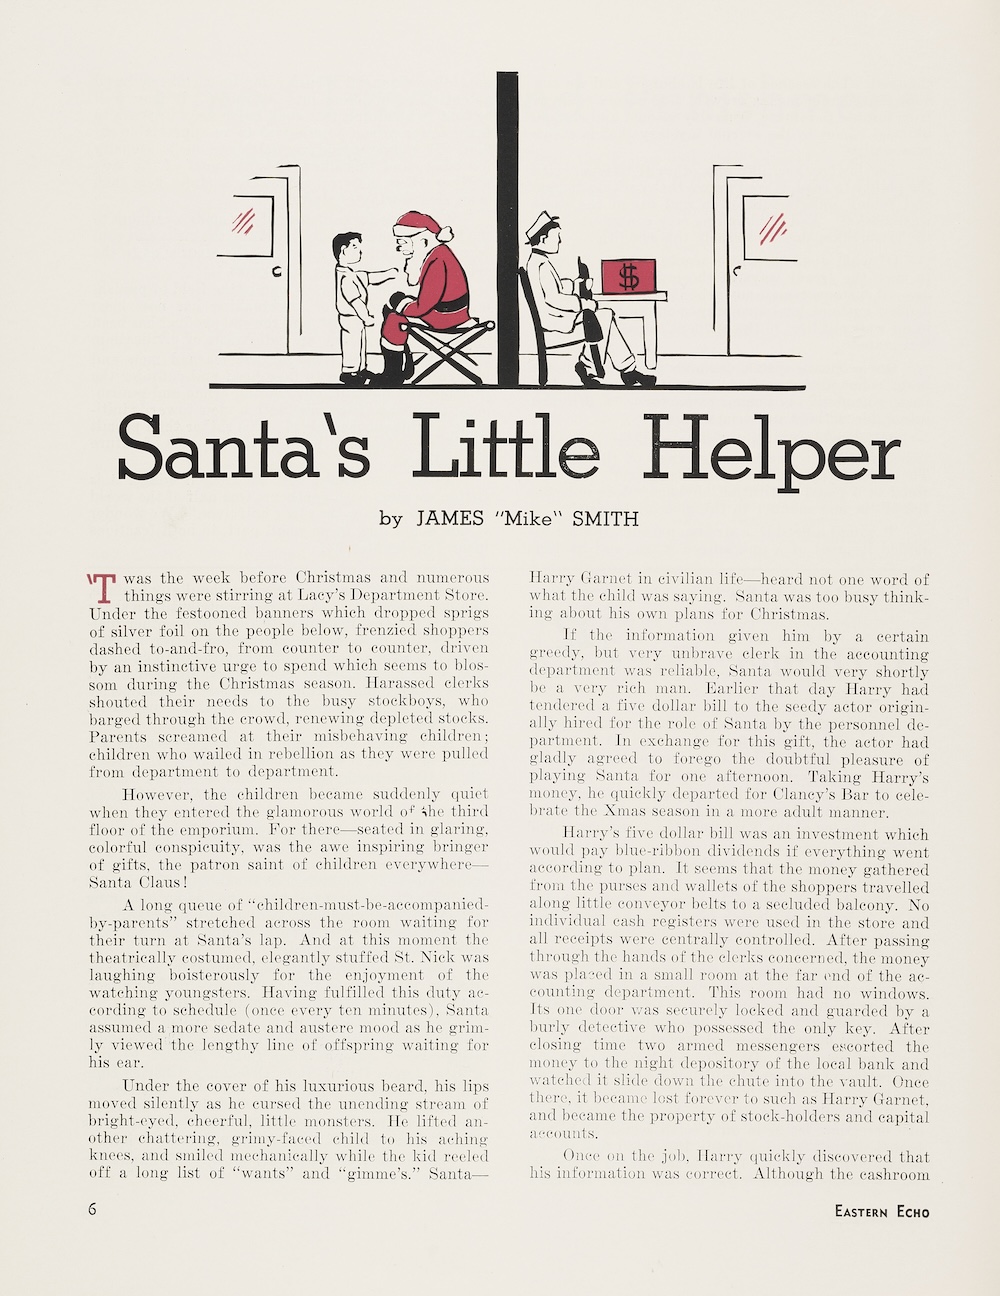 $
Santa's Little Helper
by JAMES "Mike" SMITH
'T was the week before Christmas and numerous
things were stirring at Lacy's Department Store.
Under the festooned banners which dropped sprigs
of silver foil on the people below, frenzied shoppers
dashed to-and-fro, from counter to counter, driven
by an instinctive urge to spend which seems to blos-
som during the Christmas season. Harassed clerks
shouted their needs to the busy stockboys, who
barged through the crowd, renewing depleted stocks.
Parents screamed at their misbehaving children;
children who wailed in rebellion as they were pulled
from department to department.
However, the children became suddenly quiet
when they entered the glamorous world of the third
floor of the emporium. For there—seated in glaring,
colorful conspicuity, was the awe inspiring bringer
of gifts, the patron saint of children everywhere—
Santa Claus!
A long queue of "children-must-be-accompanied-
by-parents" stretched across the room waiting for
their turn at Santa's lap. And at this moment the
theatrically costumed, elegantly stuffed St. Nick was
laughing boisterously for the enjoyment of the
watching youngsters. Having fulfilled this duty ac-
cording to schedule (once every ten minutes), Santa
assumed a more sedate and austere mood as he grim-
ly viewed the lengthy line of offspring waiting for
his ear.
Under the cover of his luxurious beard, his lips
moved silently as he cursed the unending stream of
bright-eyed, cheerful, little monsters. He lifted an-
other chattering, grimy-faced child to his aching
knees, and smiled mechanically while the kid reeled
off a long list of "wants" and "gimme's." Santa—
Harry Garnet in civilian life—heard not one word of
what the child was saying. Santa was too busy think-
ing about his own plans for Christmas.
If the information given him by a certain
greedy, but very unbrave clerk in the accounting
department was reliable, Santa would very shortly
be a very rich man. Earlier that day Harry had
tendered a five dollar bill to the seedy actor origin-
ally hired for the role of Santa by the personnel de-
partment. In exchange for this gift, the actor had
gladly agreed to forego the doubtful pleasure of
playing Santa for one afternoon. Taking Harry's
money, he quickly departed for Clancy's Bar to cele-
brate the Xmas season in a more adult manner.
Harry's five dollar bill was an investment which
would pay blue-ribbon dividends if everything went
according to plan. It seems that the money gathered
from the purses and wallets of the shoppers travelled
along little conveyor belts to a secluded balcony. No
individual cash registers were used in the store and
all receipts were centrally controlled. After passing
through the hands of the clerks concerned, the money
was placed in a small room at the far end of the ac-
counting department. This room had no windows.
Its one door was securely locked and guarded by a
burly detective who possessed the only key. After
closing time two armed messengers escorted the
money to the night depository of the local bank and
watched it slide down the chute into the vault. Once
there, it became lost forever to such as Harry Garnet,
and became the property of stock-holders and capital
accounts.
Once on the job, Harry quickly discovered that
his information was correct. Although the cashroom
6
EASTERN ECHO